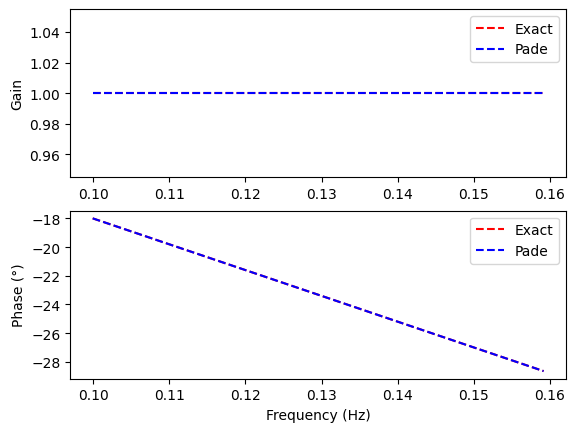 1.04
1.02
1.00
0.98
0.96
Gain
Exact
Pade
0.10 0.11 0.12 0.13 0.14 0.15 0.16
−18
−20
−22
−24
−26
−28
Phase (°)
Exact
Pade
0.10 0.11 0.12 0.13 0.14 0.15 0.16
Frequency (Hz)